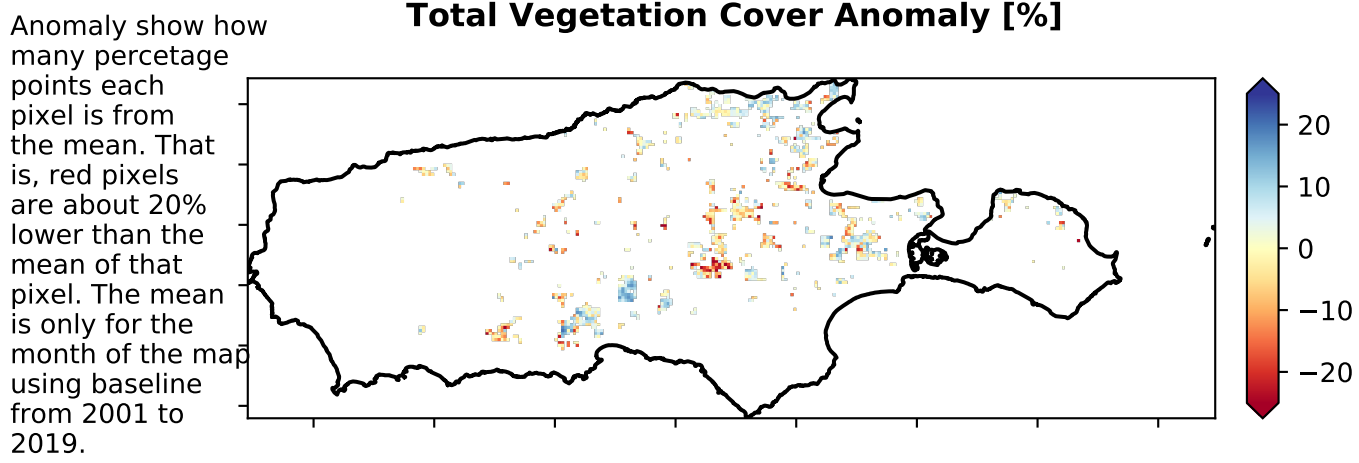 Total Vegetation Cover Anomaly [%]
Anomaly show how
many percetage
points each
pixel is from
the mean. That
is, red pixels
are about 20%
lower than the
mean of that
pixel. The mean
is only for the
month of the map
using baseline
from 2001 to
2019.
20
10
0
−10
−20